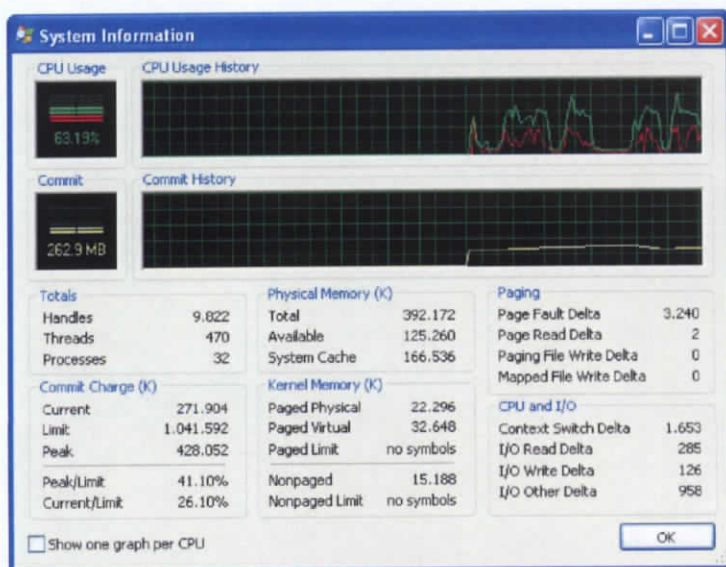 System Information
CPU Usage
CPU Usage History
63.19%
Commit
Commit History
262.9 MB
Totals
Handles 9.822
Threads 470
Processes 32
Physical Memory (K)
Total 392.172
Available 125.260
System Cache 166.536
Paging
Page Fault Delta 3.240
Page Read Delta 2
Paging File Write Delta 0
Mapped File Write Delta 0
Commit Charge (K)
Current 271.904
Limit 1.041.592
Peak 428.052
Peak/Limit 41.10%
Current/Limit 26.10%
Kernel Memory (K)
Paged Physical 22.296
Paged Virtual 32.648
Paged Limit no symbols
Nonpaged 15.188
Nonpaged Limit no symbols
CPU and I/O
Context Switch Delta 1.653
I/O Read Delta 285
I/O Write Delta 126
I/O Other Delta 958
Show one graph per CPU
OK